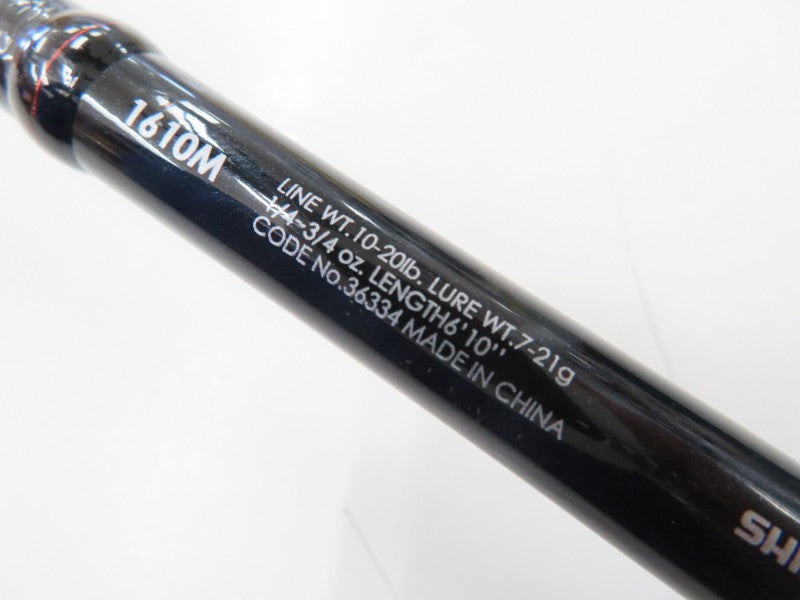 1610M
LINE WT.10-20lb. LURE WT.7-21g
1/4~3/4 oz. LENGTH6'10"
CODE No.36334 MADE IN CHINA